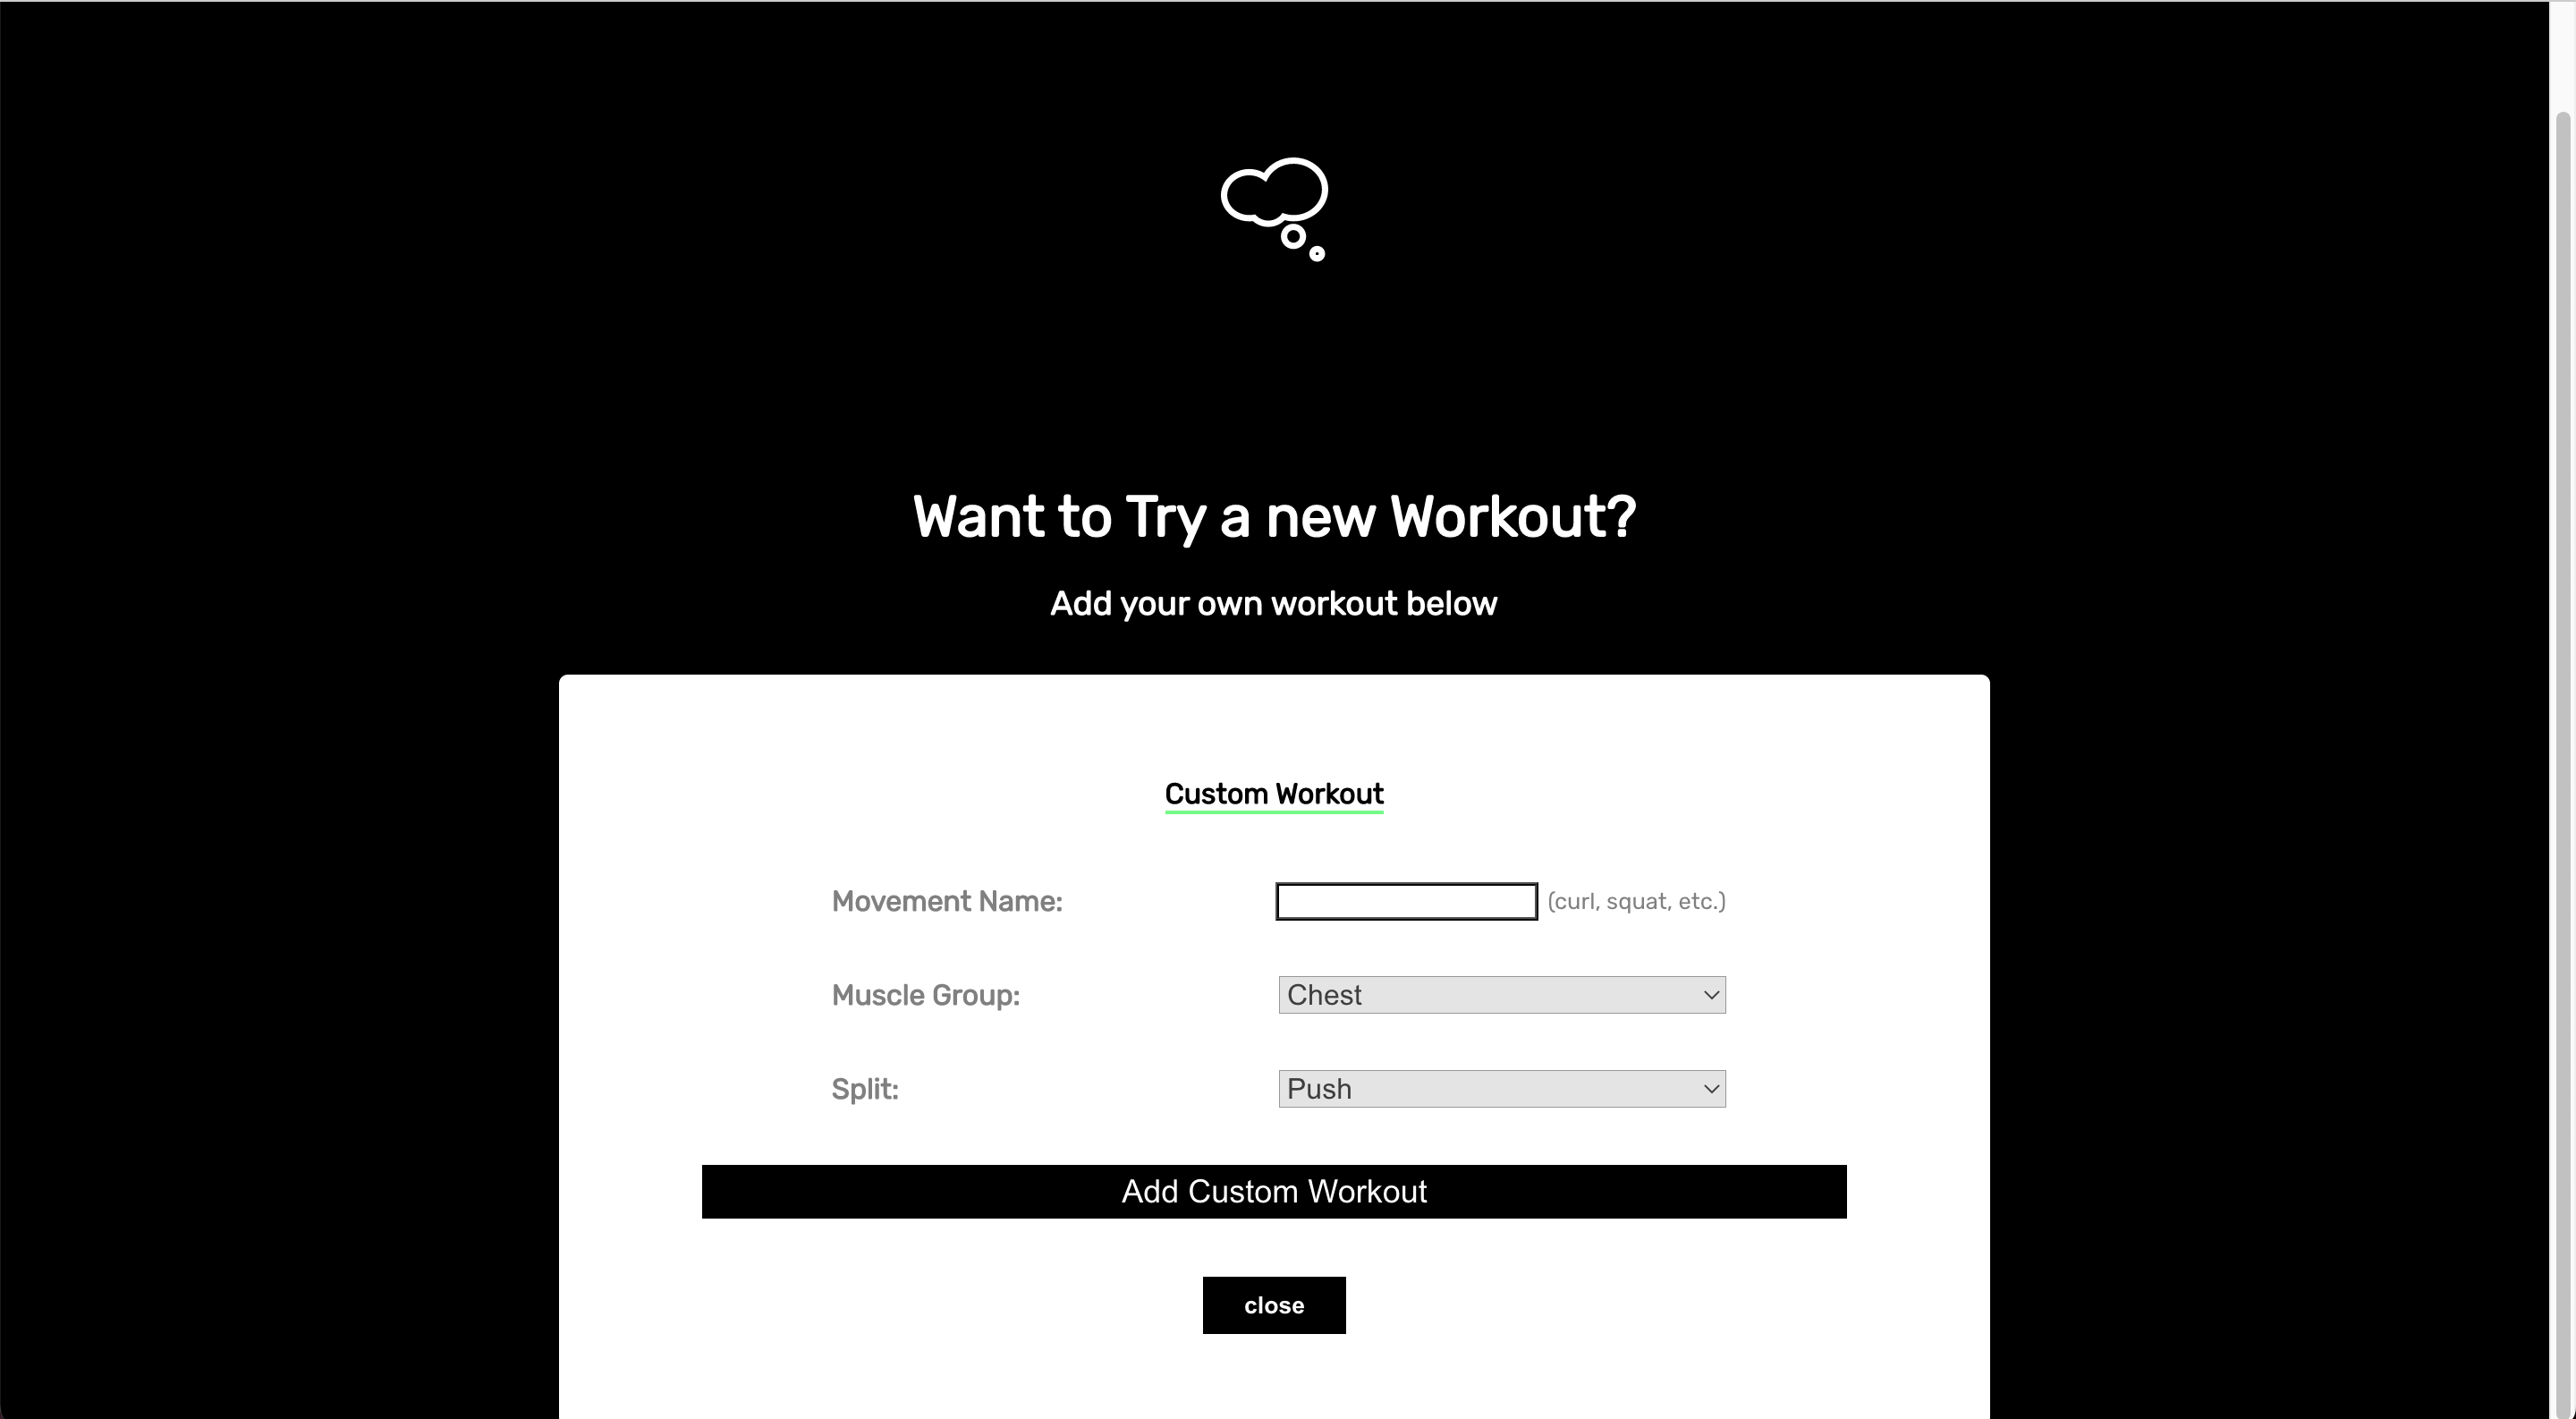 Want to Try a new Workout?
Add your own workout below
Custom Workout
Movement Name: (curl, squat, etc.)
Muscle Group: Chest
Split: Push
Add Custom Workout
close